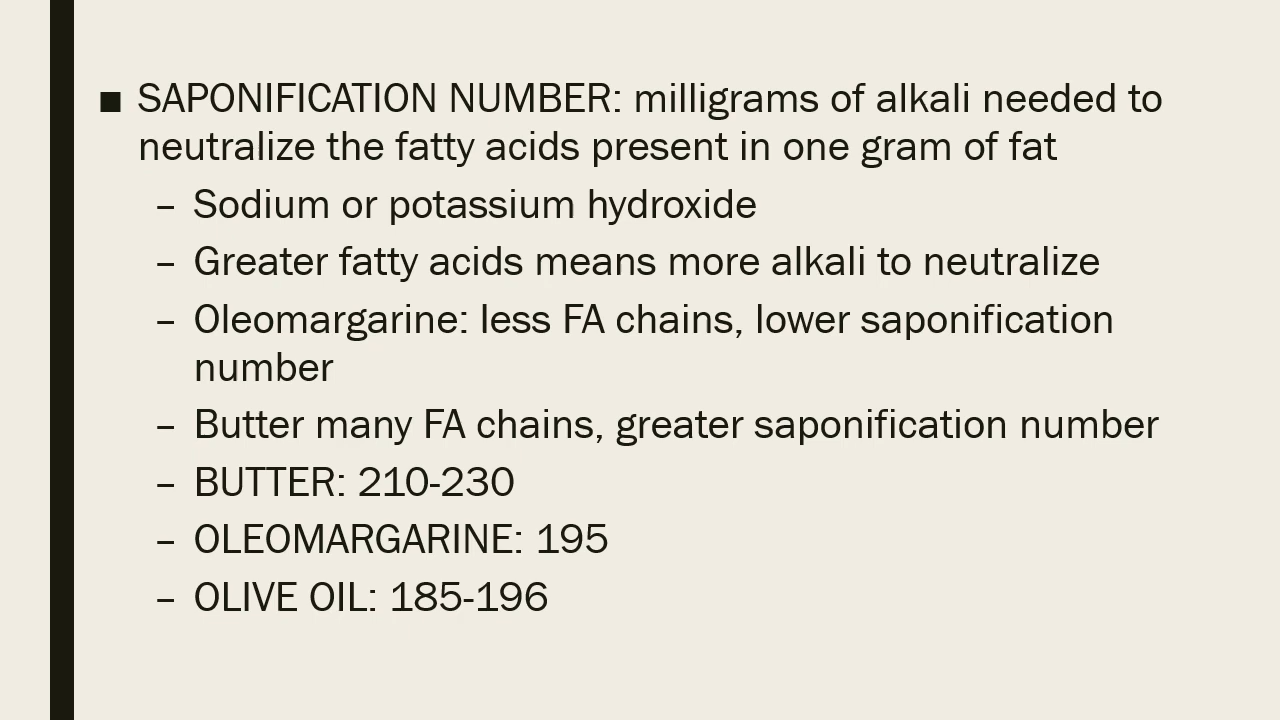 ■ SAPONIFICATION NUMBER: milligrams of alkali needed to
neutralize the fatty acids present in one gram of fat
– Sodium or potassium hydroxide
– Greater fatty acids means more alkali to neutralize
– Oleomargarine: less FA chains, lower saponification
number
– Butter many FA chains, greater saponification number
– BUTTER: 210-230
– OLEOMARGARINE: 195
– OLIVE OIL: 185-196